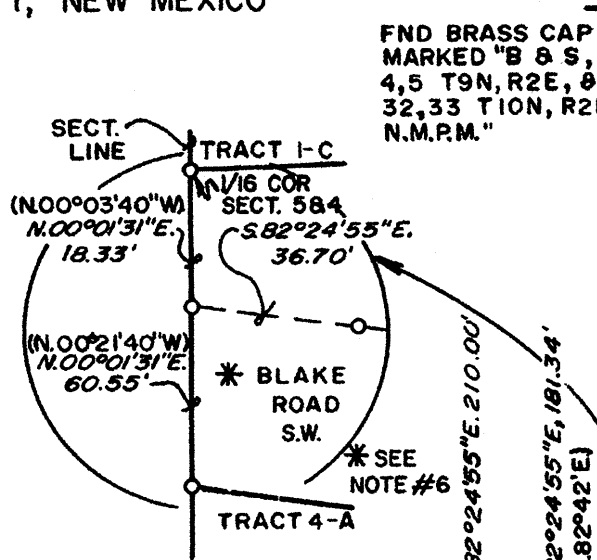 NEW MEXICO
FND BRASS CAP
MARKED "B & S,
4,5 T9N, R2E, &
32,33 T10N,
N.M.P.M."
SECT.
LINE
TRACT 1-C
1/16 COR
SECT. 5&4
(N.00°03'40"W)
N.00°01'31"E.
18.33'
S.82°24'55"E.
36.70'
(N.00°21'40"W)
N.00°01'31"E.
60.55'
* BLAKE
ROAD
S.W.
* SEE
NOTE #6
TRACT 4-A
82°24'55"E. 210.00'
2°24'55"E, 181.34'
82°42'E.)